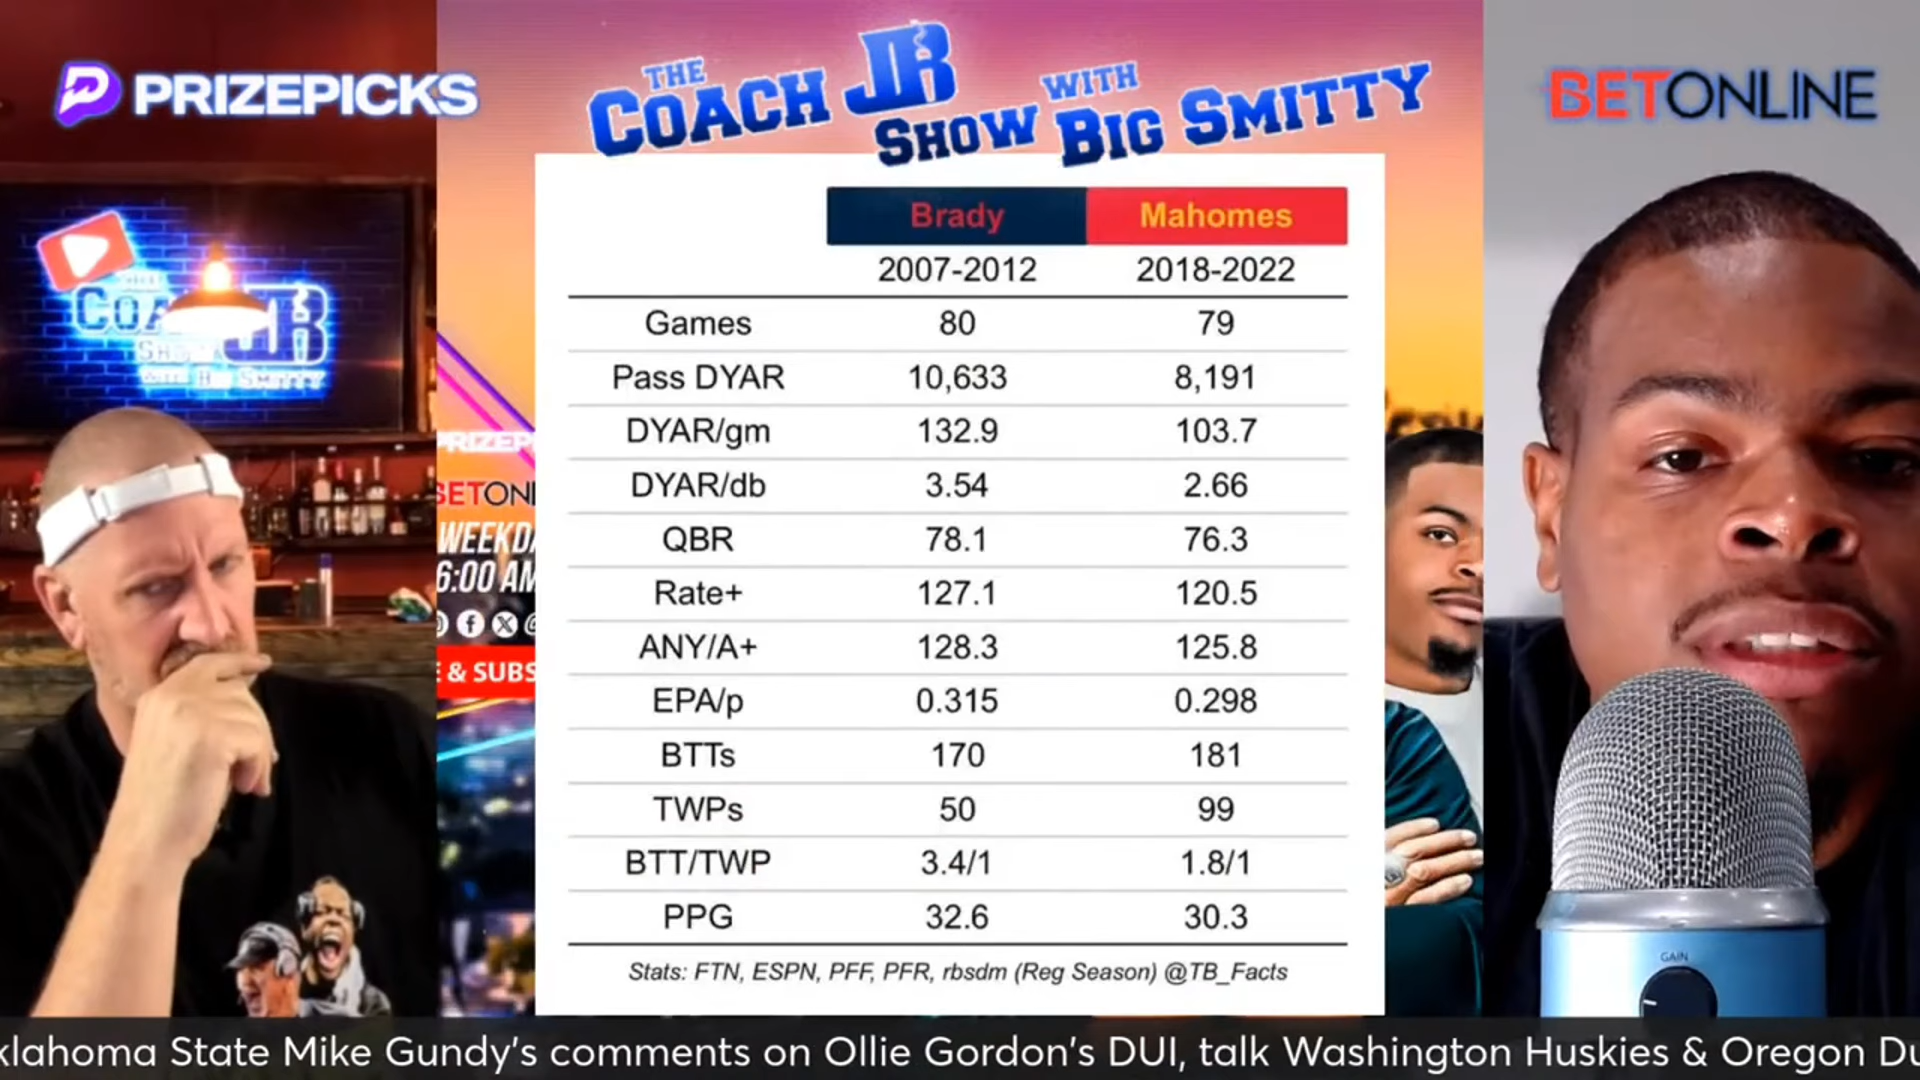 PRIZEPICKS
THE COACH JB SHOW WITH BIG SMITTY
BETONLINE
Brady Mahomes
2007-2012 2018-2022
Games 80 79
Pass DYAR 10,633 8,191
DYAR/gm 132.9 103.7
DYAR/db 3.54 2.66
QBR 78.1 76.3
Rate+ 127.1 120.5
ANY/A+ 128.3 125.8
EPA/p 0.315 0.298
BTTs 170 181
TWPs 50 99
BTT/TWP 3.4/1 1.8/1
PPG 32.6 30.3
Stats: FTN, ESPN, PFF, PFR, rbsdm (Reg Season) @TB_Facts
PRIZEP
BETONL
WEEKDA
6:00 AM
E & SUBS
GAIN
klahoma State Mike Gundy's comments on Ollie Gordon's DUI, talk Washington Huskies & Oregon Du